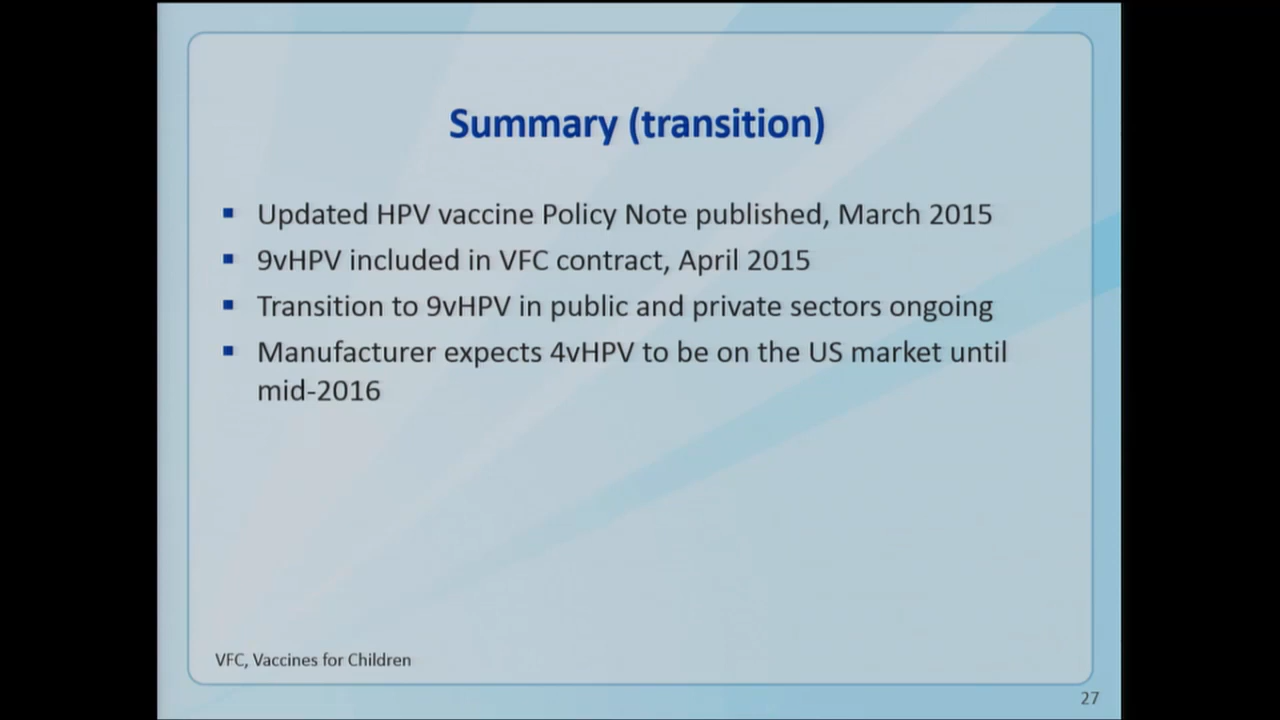 Summary (transition)
▪ Updated HPV vaccine Policy Note published, March 2015
▪ 9vHPV included in VFC contract, April 2015
▪ Transition to 9vHPV in public and private sectors ongoing
▪ Manufacturer expects 4vHPV to be on the US market until
mid-2016
VFC, Vaccines for Children
27